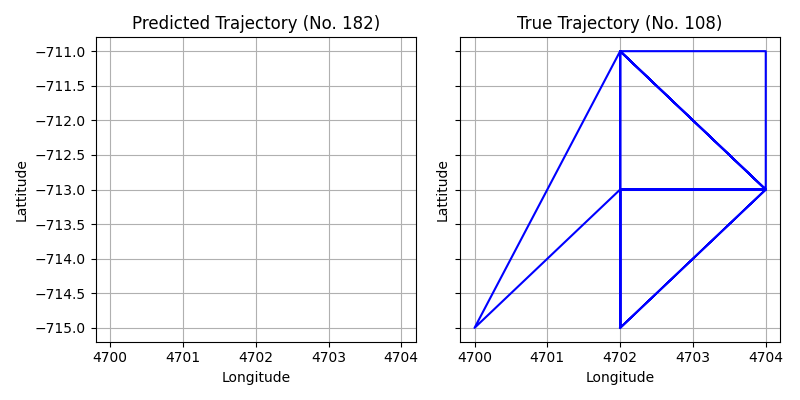 Predicted Trajectory (No. 182)
True Trajectory (No. 108)
−711.0
−711.5
−712.0
−712.5
−713.0
−713.5
−714.0
−714.5
−715.0
Lattitude
Lattitude
4700 4701 4702 4703 4704
4700 4701 4702 4703 4704
Longitude
Longitude